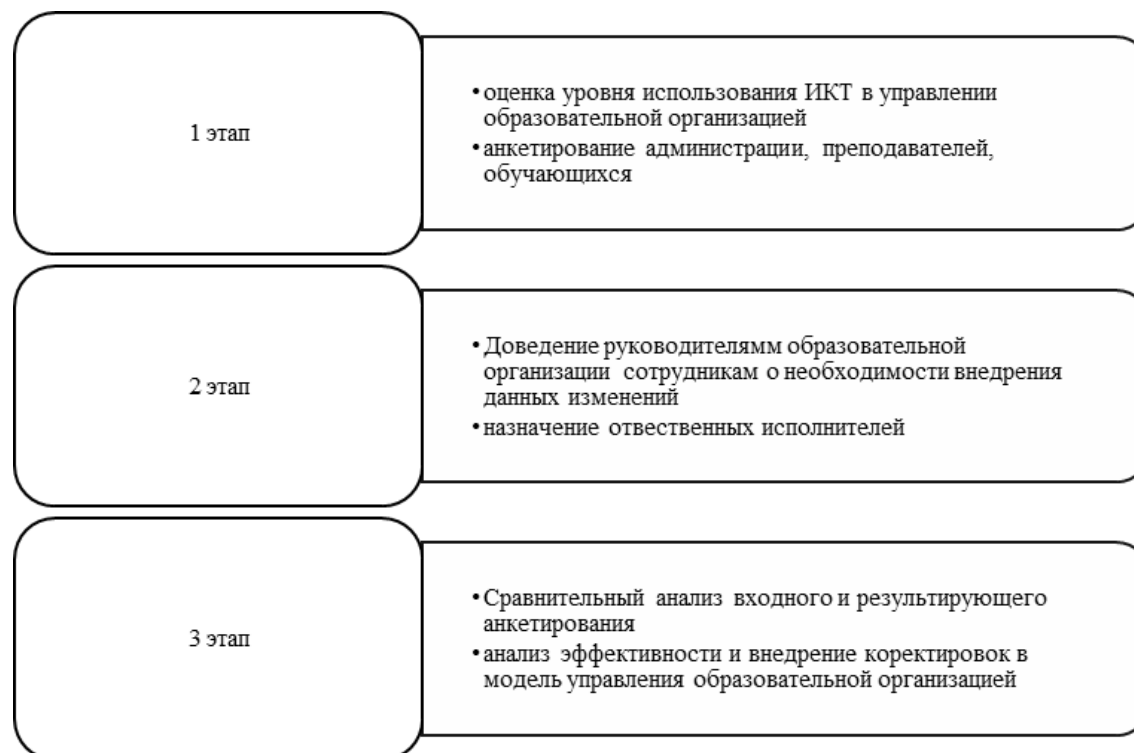 1 этап
•оценка уровня использования ИКТ в управлении
образовательной организацией
•анкетирование администрации, преподавателей,
обучающихся
2 этап
•Доведение руководителямм образовательной
организации сотрудникам о необходимости внедрения
данных изменений
•назначение отвественных исполнителей
3 этап
•Сравнительный анализ входного и результирующего
анкетирования
•анализ эффективности и внедрение коректировок в
модель управления образовательной организацией